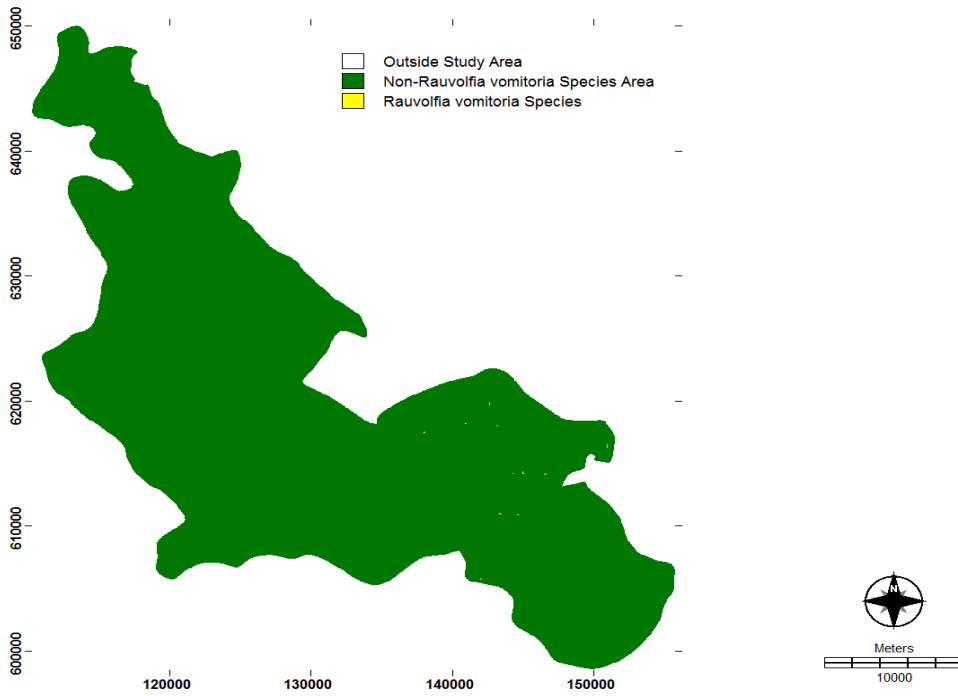 650000
Outside Study Area
Non-Rauvolfia vomitoria Species Area
Rauvolfia vomitoria Species
640000
630000
620000
610000
600000
N
Meters
10000
120000
130000
140000
150000